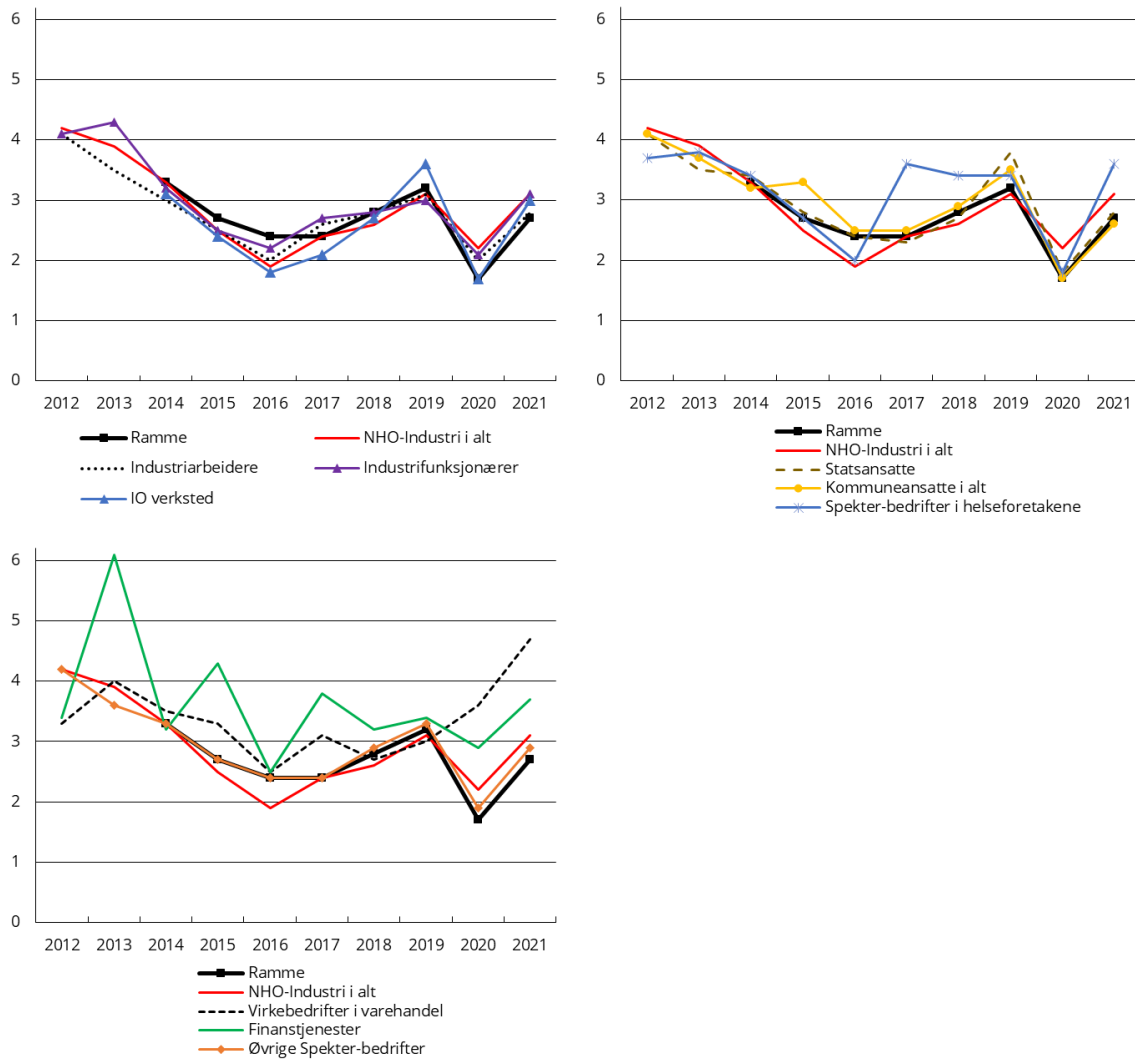 6
5
4
3
2
1
0
2012 2013 2014 2015 2016 2017 2018 2019 2020 2021
Ramme
NHO-Industri i alt
Industriarbeidere
Industrifunksjonærer
IO verksted
6
5
4
3
2
1
0
2012 2013 2014 2015 2016 2017 2018 2019 2020 2021
Ramme
NHO-Industri i alt
Statsansatte
Kommuneansatte i alt
Spekter-bedrifter i helseforetakene
6
5
4
3
2
1
0
2012 2013 2014 2015 2016 2017 2018 2019 2020 2021
Ramme
NHO-Industri i alt
Virkebedrifter i varehandel
Finanstjenester
Øvrige Spekter-bedrifter